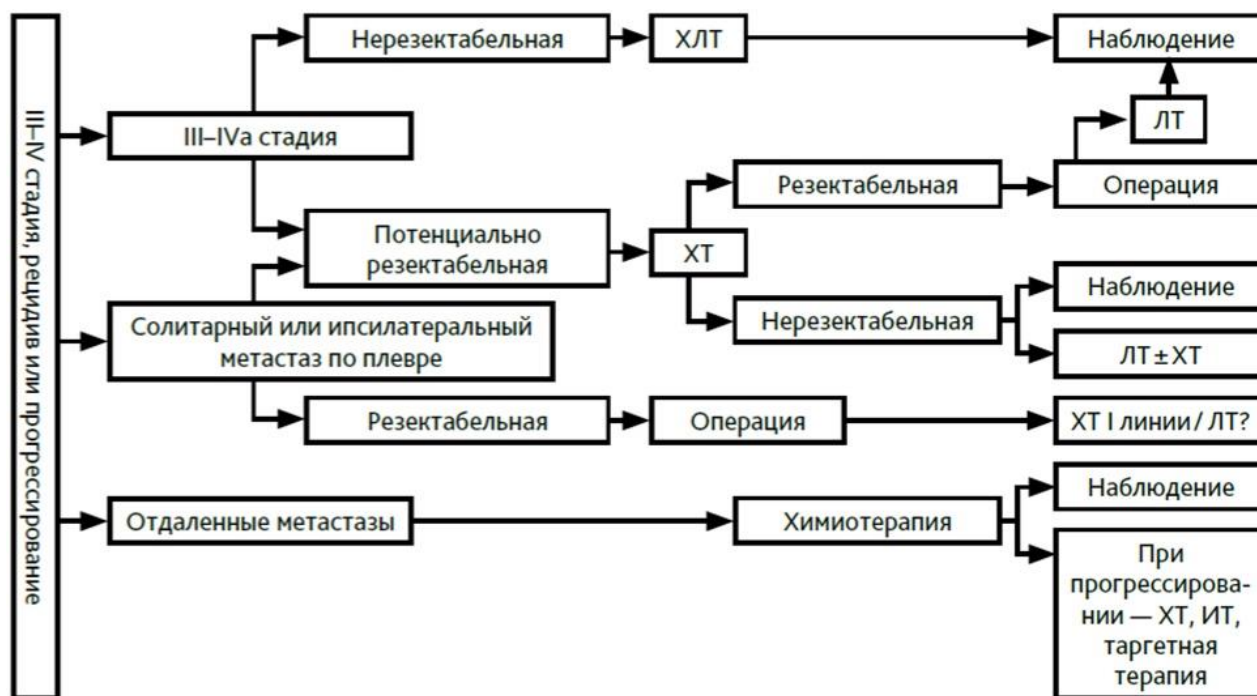 III–IV стадия, рецидив или прогрессирование
Нерезектабельная
ХЛТ
Наблюдение
III–IVa стадия
ЛТ
Резектабельная
Операция
Потенциально
резектабельная
ХТ
Наблюдение
Нерезектабельная
ЛТ ± ХТ
Солитарный или ипсилатеральный
метастаз по плевре
Резектабельная
Операция
ХТ I линии / ЛТ?
Отдаленные метастазы
Химиотерапия
Наблюдение
При
прогрессирова-
нии — ХТ, ИТ,
таргетная
терапия